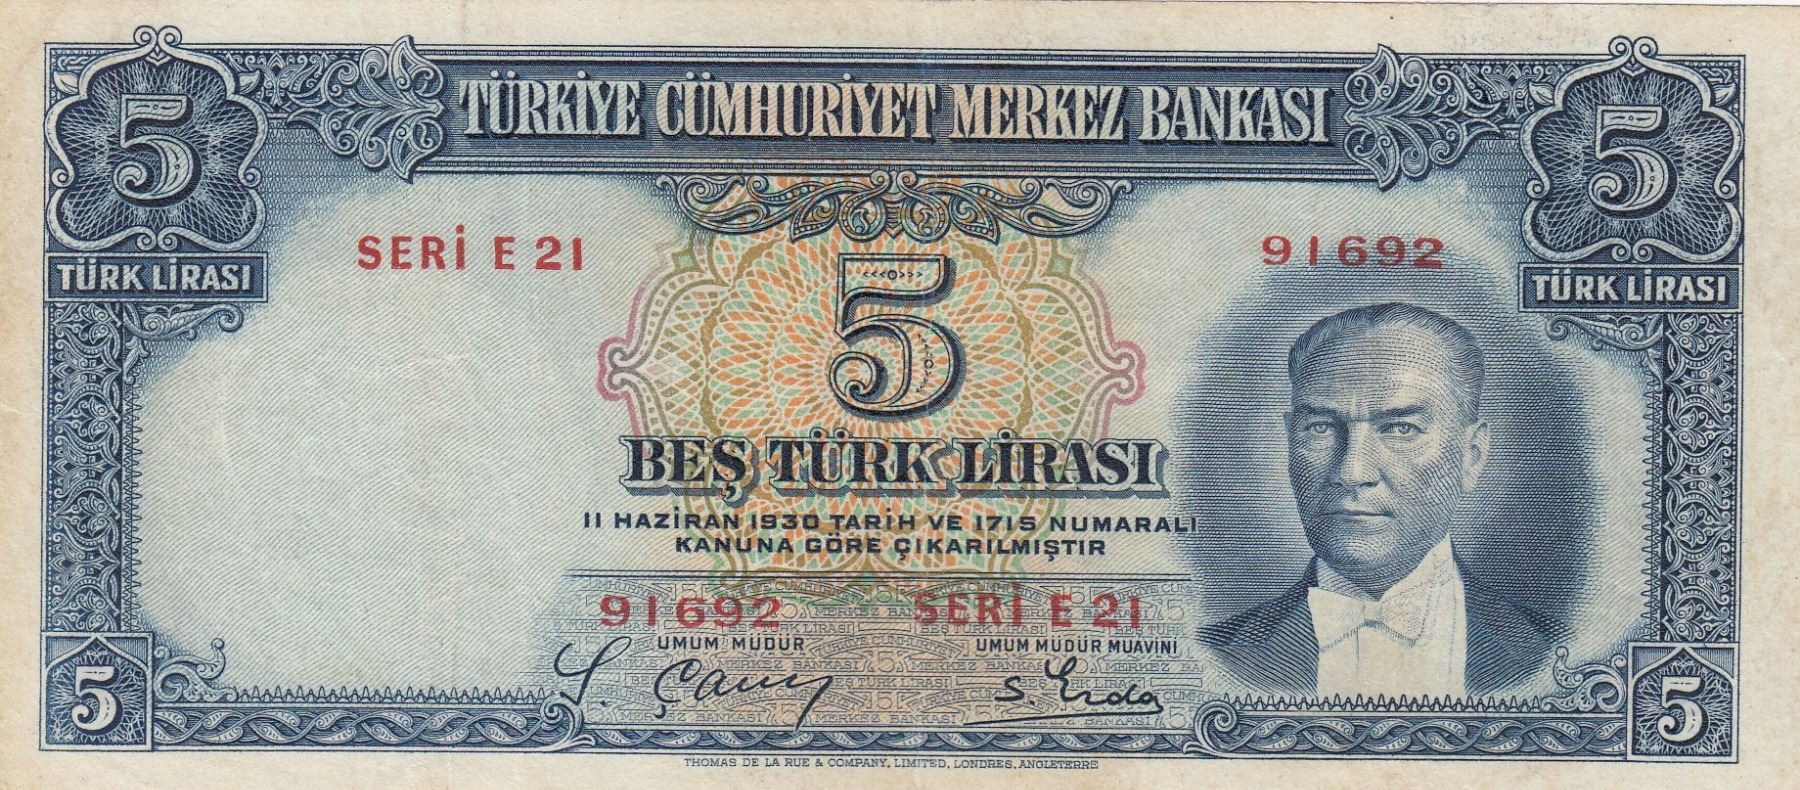 5 TÜRKİYE CÜMHURİYET MERKEZ BANKASI 5
TÜRK LİRASI TÜRK LİRASI
SERİ E 21 91692
5
BEŞ TÜRK LİRASI
11 HAZİRAN 1930 TARİH VE 1715 NUMARALI
KANUNA GÖRE ÇIKARILMIŞTIR
91692 SERİ E 21
UMUM MÜDÜR UMUM MÜDÜR MUAVİNİ
5 5
THOMAS DE LA RUE & COMPANY, LIMITED, LONDRES, ANGLETERRE